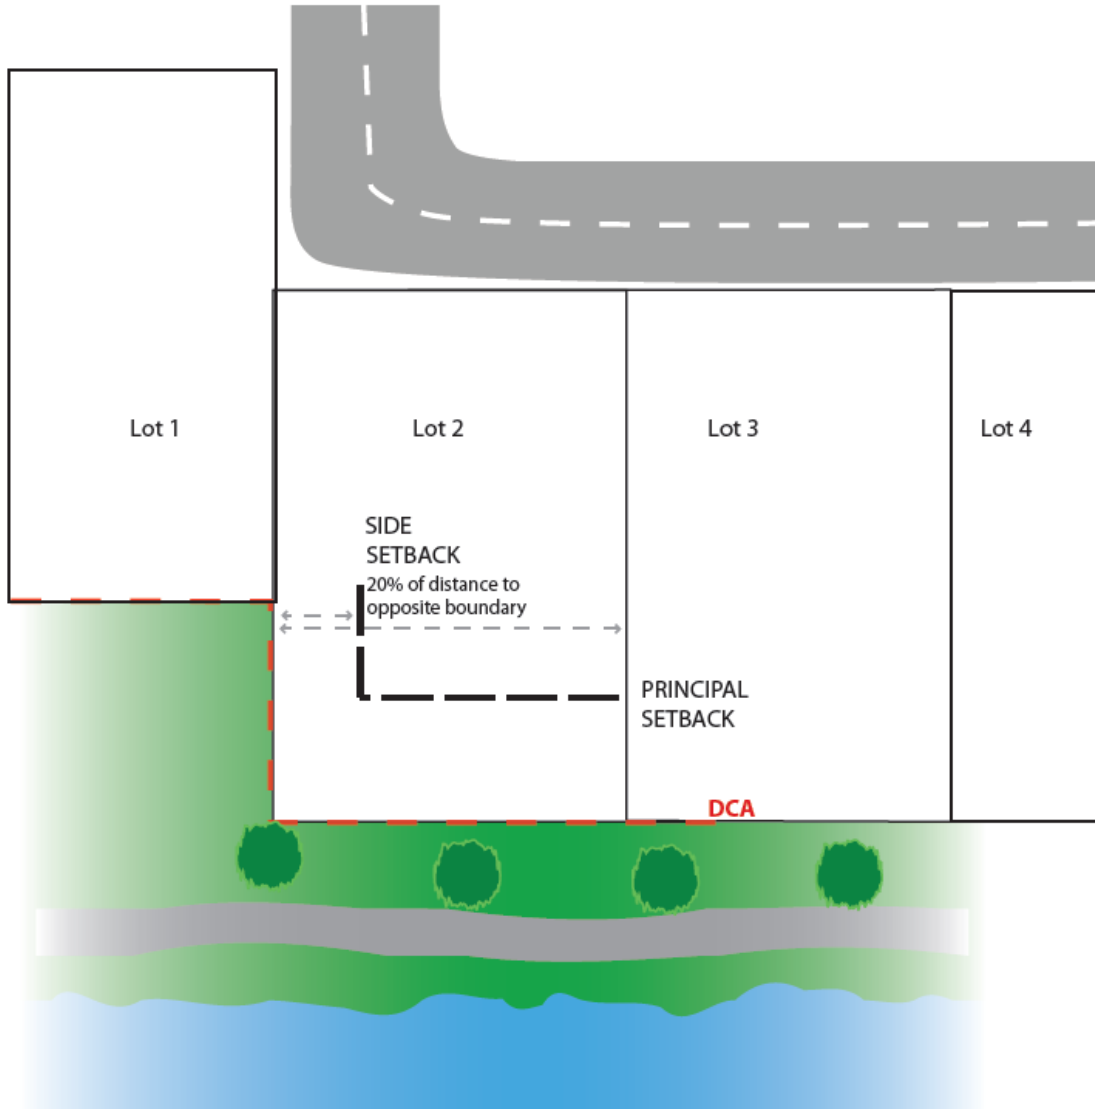 Lot 1
Lot 2
Lot 3
Lot 4
SIDE
SETBACK
20% of distance to
opposite boundary
PRINCIPAL
SETBACK
DCA